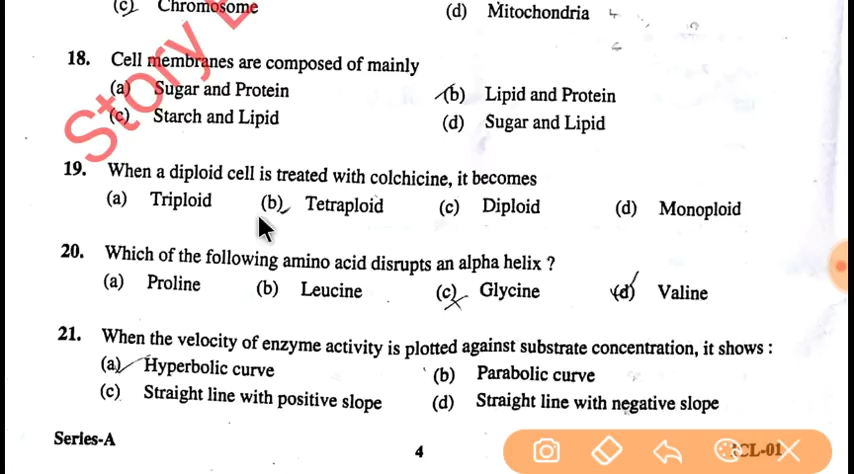 (c) Chromosome (d) Mitochondria
18. Cell membranes are composed of mainly
(a) Sugar and Protein (b) Lipid and Protein
(c) Starch and Lipid (d) Sugar and Lipid
19. When a diploid cell is treated with colchicine, it becomes
(a) Triploid (b) Tetraploid (c) Diploid (d) Monoploid
20. Which of the following amino acid disrupts an alpha helix ?
(a) Proline (b) Leucine (c) Glycine (d) Valine
21. When the velocity of enzyme activity is plotted against substrate concentration, it shows :
(a) Hyperbolic curve (b) Parabolic curve
(c) Straight line with positive slope (d) Straight line with negative slope
Series-A 4 CL-01
Story